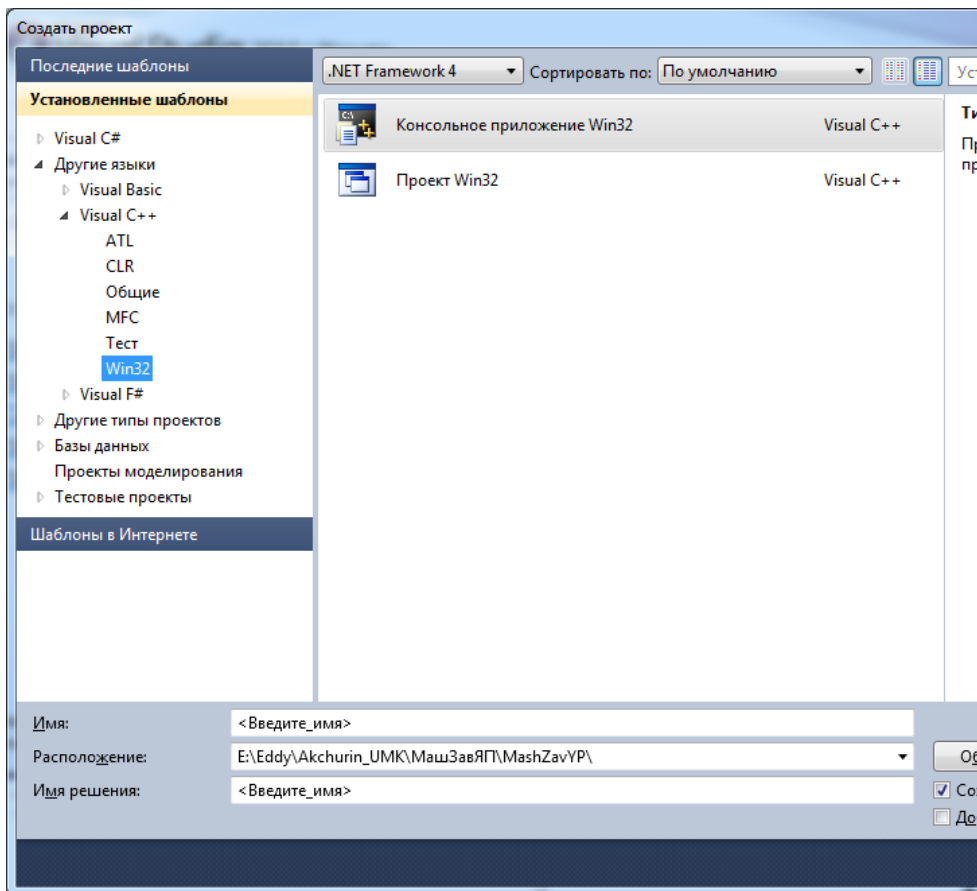 Создать проект
Последние шаблоны
Установленные шаблоны
Visual C#
Другие языки
Visual Basic
Visual C++
ATL
CLR
Общие
MFC
Тест
Win32
Visual F#
Другие типы проектов
Базы данных
Проекты моделирования
Тестовые проекты
Шаблоны в Интернете
.NET Framework 4 Сортировать по: По умолчанию
Консольное приложение Win32 Visual C++
Проект Win32 Visual C++
Имя: <Введите_имя>
Расположение: E:\Eddy\Akchurin_UMK\МашЗавЯП\MashZavYP\
Имя решения: <Введите_имя>